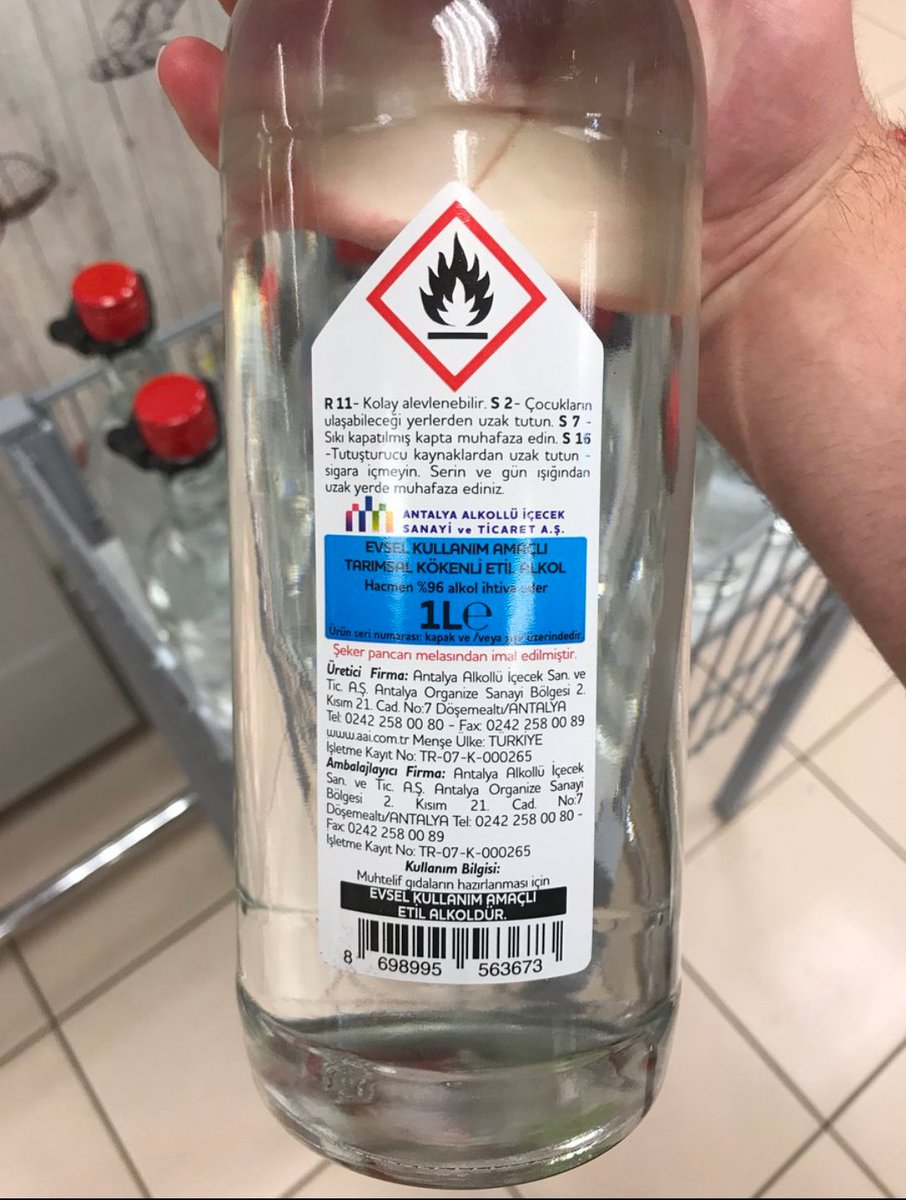 R 11- Kolay alevlenebilir. S 2- Çocukların
ulaşabileceği yerlerden uzak tutun. S 7 -
Sıkı kapatılmış kapta muhafaza edin. S 16
-Tutuşturucu kaynaklardan uzak tutun -
sigara içmeyin. Serin ve gün ışığından
uzak yerde muhafaza ediniz.
ANTALYA ALKOLLÜ İÇECEK
SANAYİ ve TİCARET A.Ş.
EVSEL KULLANIM AMAÇLI
TARIMSAL KÖKENLİ ETİL ALKOL
Hacmen %96 alkol ihtiva eder
1L e
Ürün seri numarası: kapak ve /veya şişe üzerindedir.
Şeker pancarı melasından imal edilmiştir.
Üretici Firma: Antalya Alkollü İçecek San. ve
Tic. A.Ş. Antalya Organize Sanayi Bölgesi 2.
Kısım 21. Cad. No:7 Döşemealtı/ANTALYA
Tel: 0242 258 00 80 - Fax: 0242 258 00 89
www.aai.com.tr Menşe Ülke: TÜRKIYE
İşletme Kayıt No: TR-07-K-000265
Ambalajlayıcı Firma: Antalya Alkollü İçecek
San. ve Tic. A.Ş. Antalya Organize Sanayi
Bölgesi 2. Kısım 21. Cad. No:7
Döşemealtı/ANTALYA Tel: 0242 258 00 80 -
Fax: 0242 258 00 89
İşletme Kayıt No: TR-07-K-000265
Kullanım Bilgisi:
Muhtelif gıdaların hazırlanması için
EVSEL KULLANIM AMAÇLI
ETİL ALKOLDÜR.
8 698995 563673